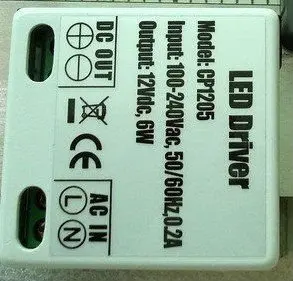 LED Driver
Model: CP1205
Input: 100-240Vac, 50/60Hz, 0.2A
Output: 12Vdc, 6W
DC OUT
+ −
CE
AC IN
L N